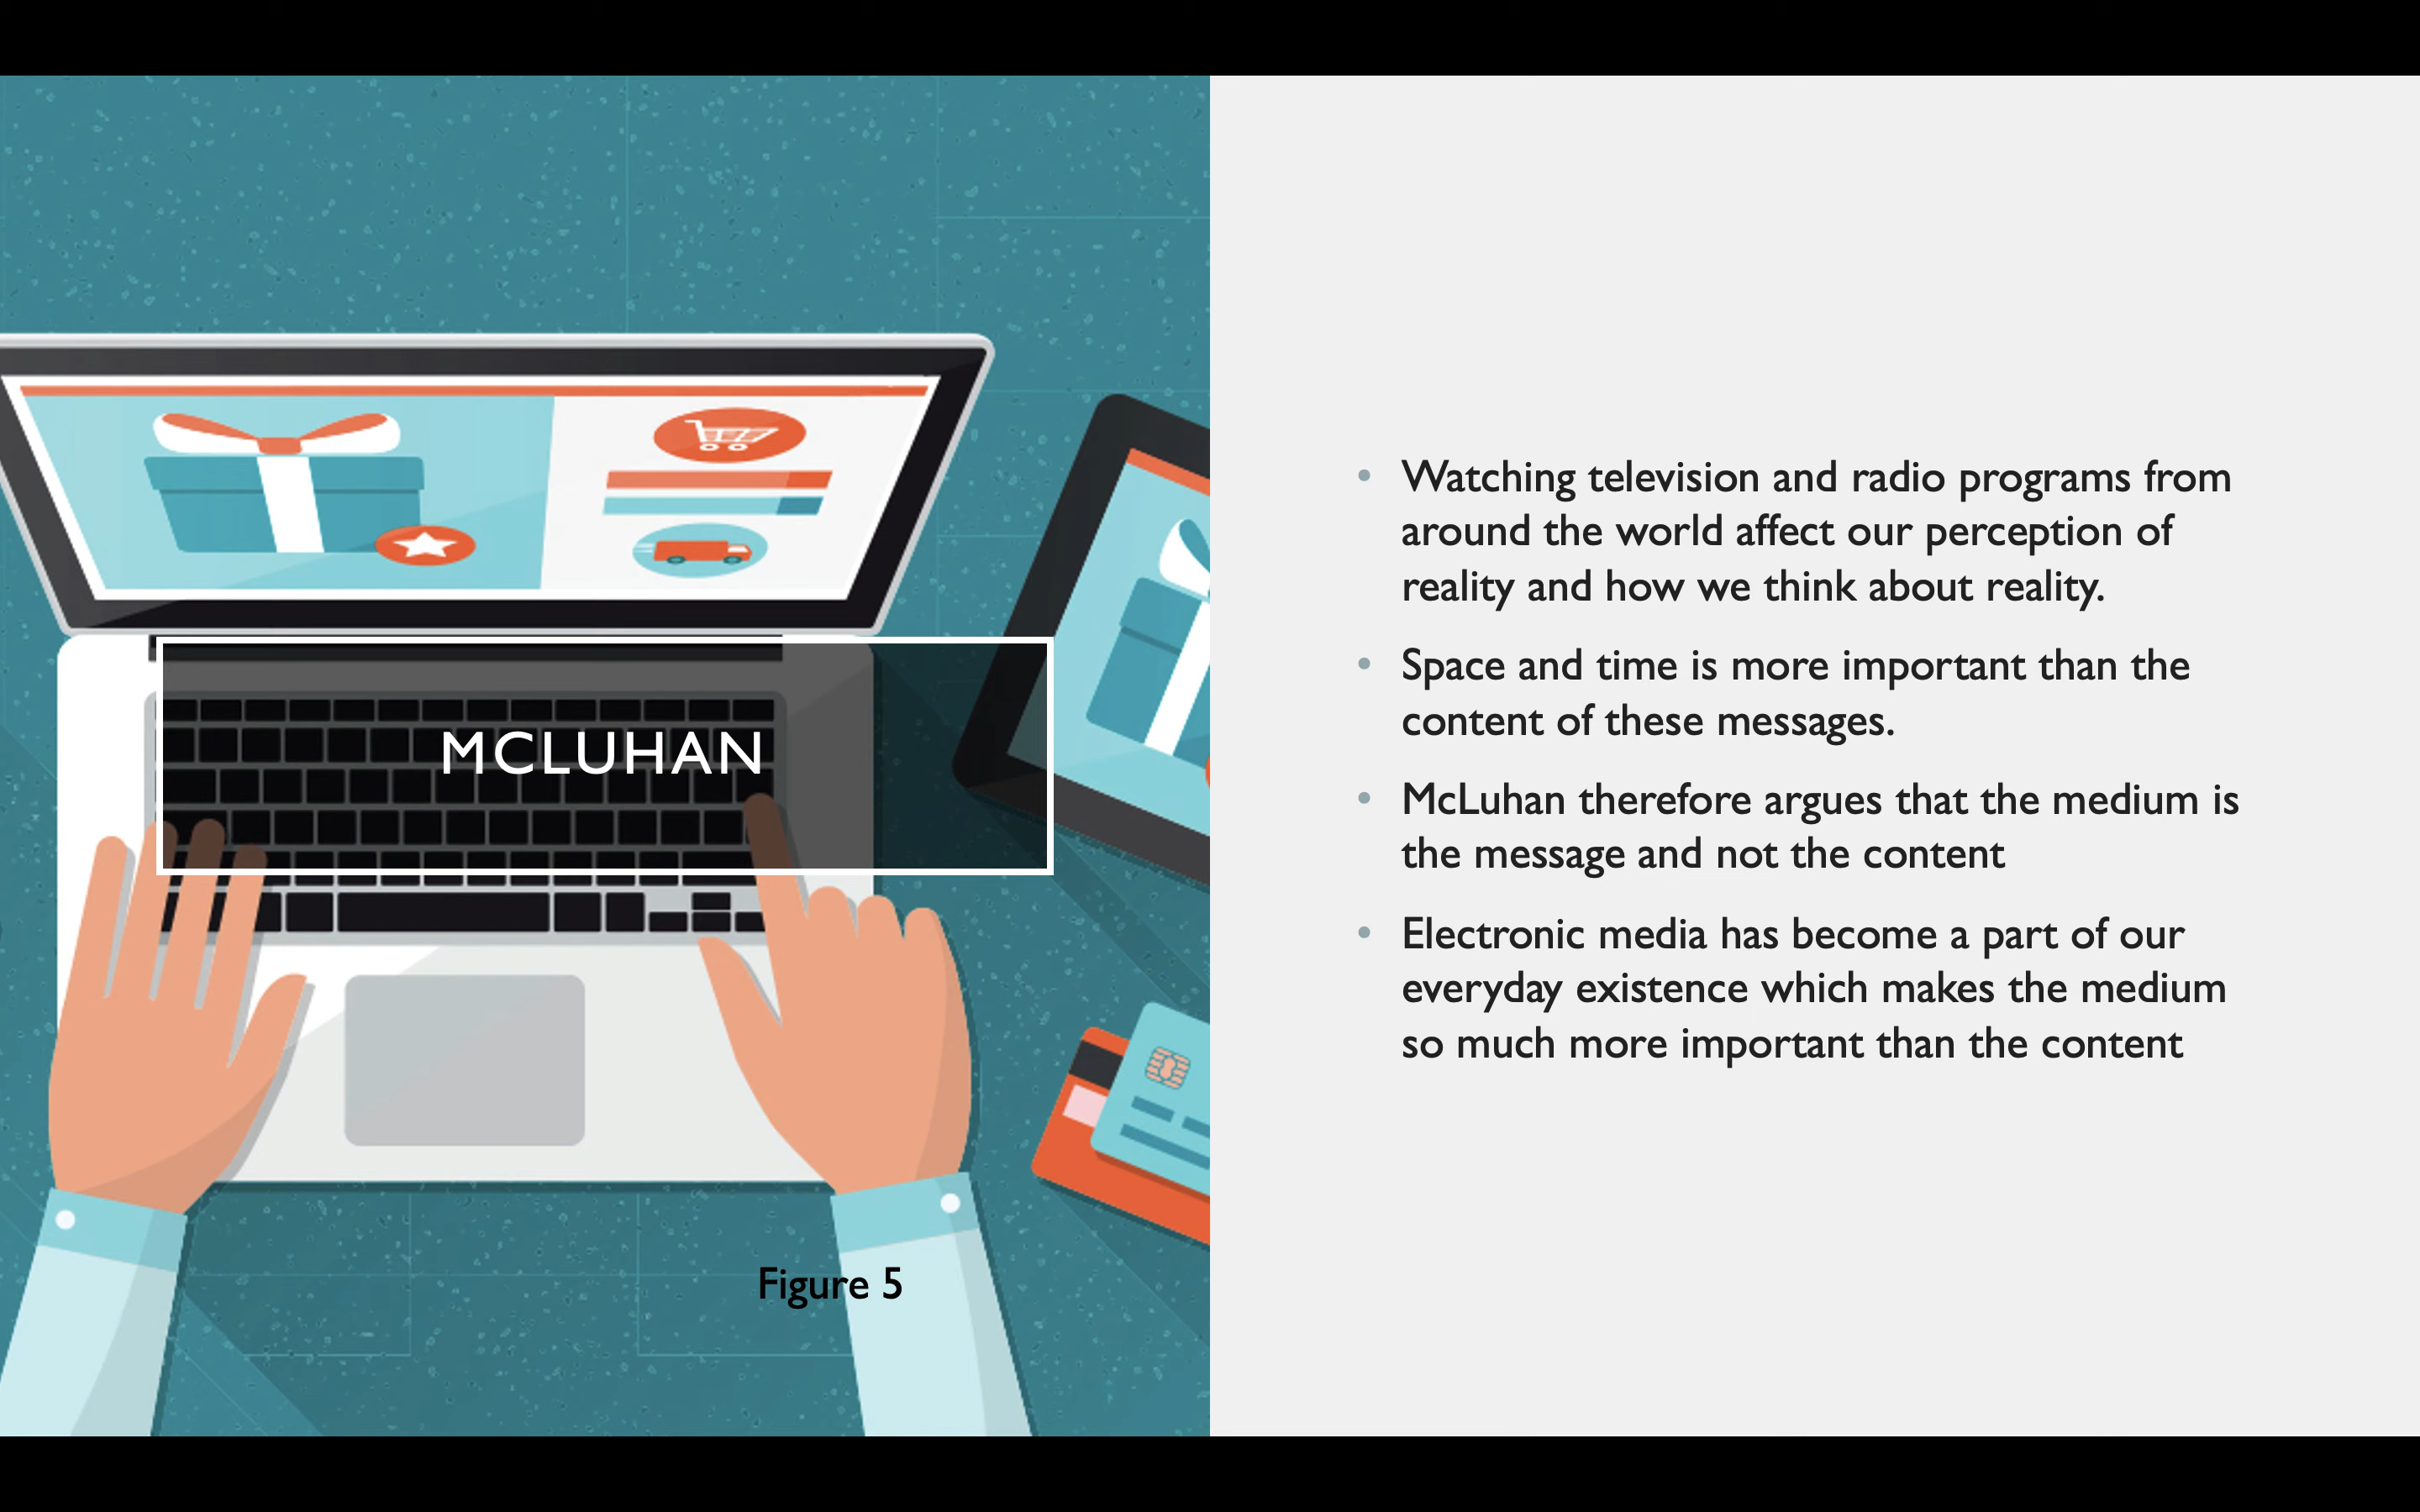 MCLUHAN
Figure 5
• Watching television and radio programs from
around the world affect our perception of
reality and how we think about reality.
• Space and time is more important than the
content of these messages.
• McLuhan therefore argues that the medium is
the message and not the content
• Electronic media has become a part of our
everyday existence which makes the medium
so much more important than the content